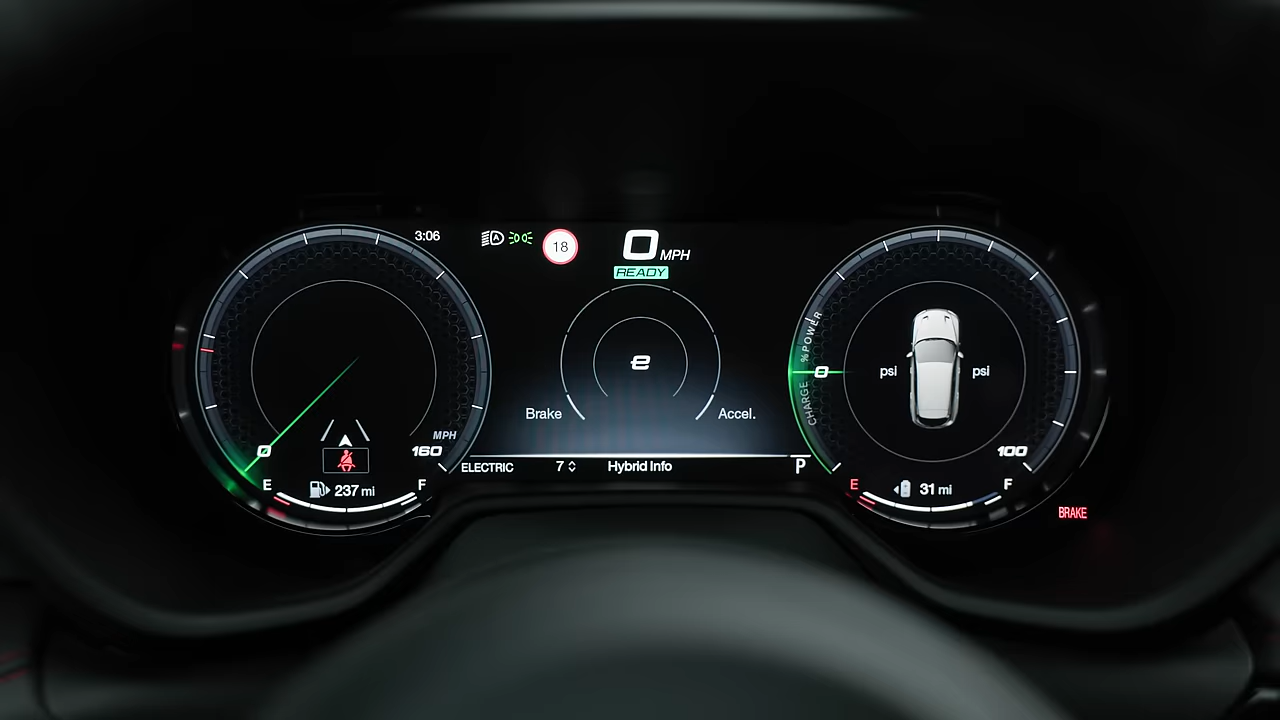 3:06
18
0 MPH
READY
e
Brake
Accel.
0
MPH
160
E
F
237 mi
ELECTRIC
7
Hybrid Info
P
% POWER
0
CHARGE
psi
psi
100
E
F
31 mi
BRAKE